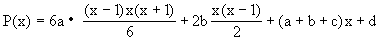 P(x) = 6a • (x − 1)x(x + 1)/6 + 2b x(x − 1)/2 + (a + b + c)x + d